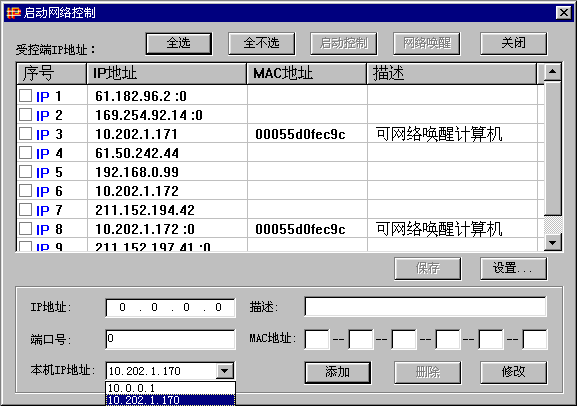 启动网络控制
受控端IP地址： 全选 全不选 启动控制 网络唤醒 关闭
序号 IP地址 MAC地址 描述
IP 1 61.182.96.2 :0
IP 2 169.254.92.14 :0
IP 3 10.202.1.171 00055d0fec9c 可网络唤醒计算机
IP 4 61.50.242.44
IP 5 192.168.0.99
IP 6 10.202.1.172
IP 7 211.152.194.42
IP 8 10.202.1.172 :0 00055d0fec9c 可网络唤醒计算机
IP 9 211.152.197.41 :0
保存 设置...
IP地址: 0 . 0 . 0 . 0 描述:
端口号: 0 MAC地址: -- -- -- -- --
本机IP地址: 10.202.1.170 添加 删除 修改
10.0.0.1
10.202.1.170